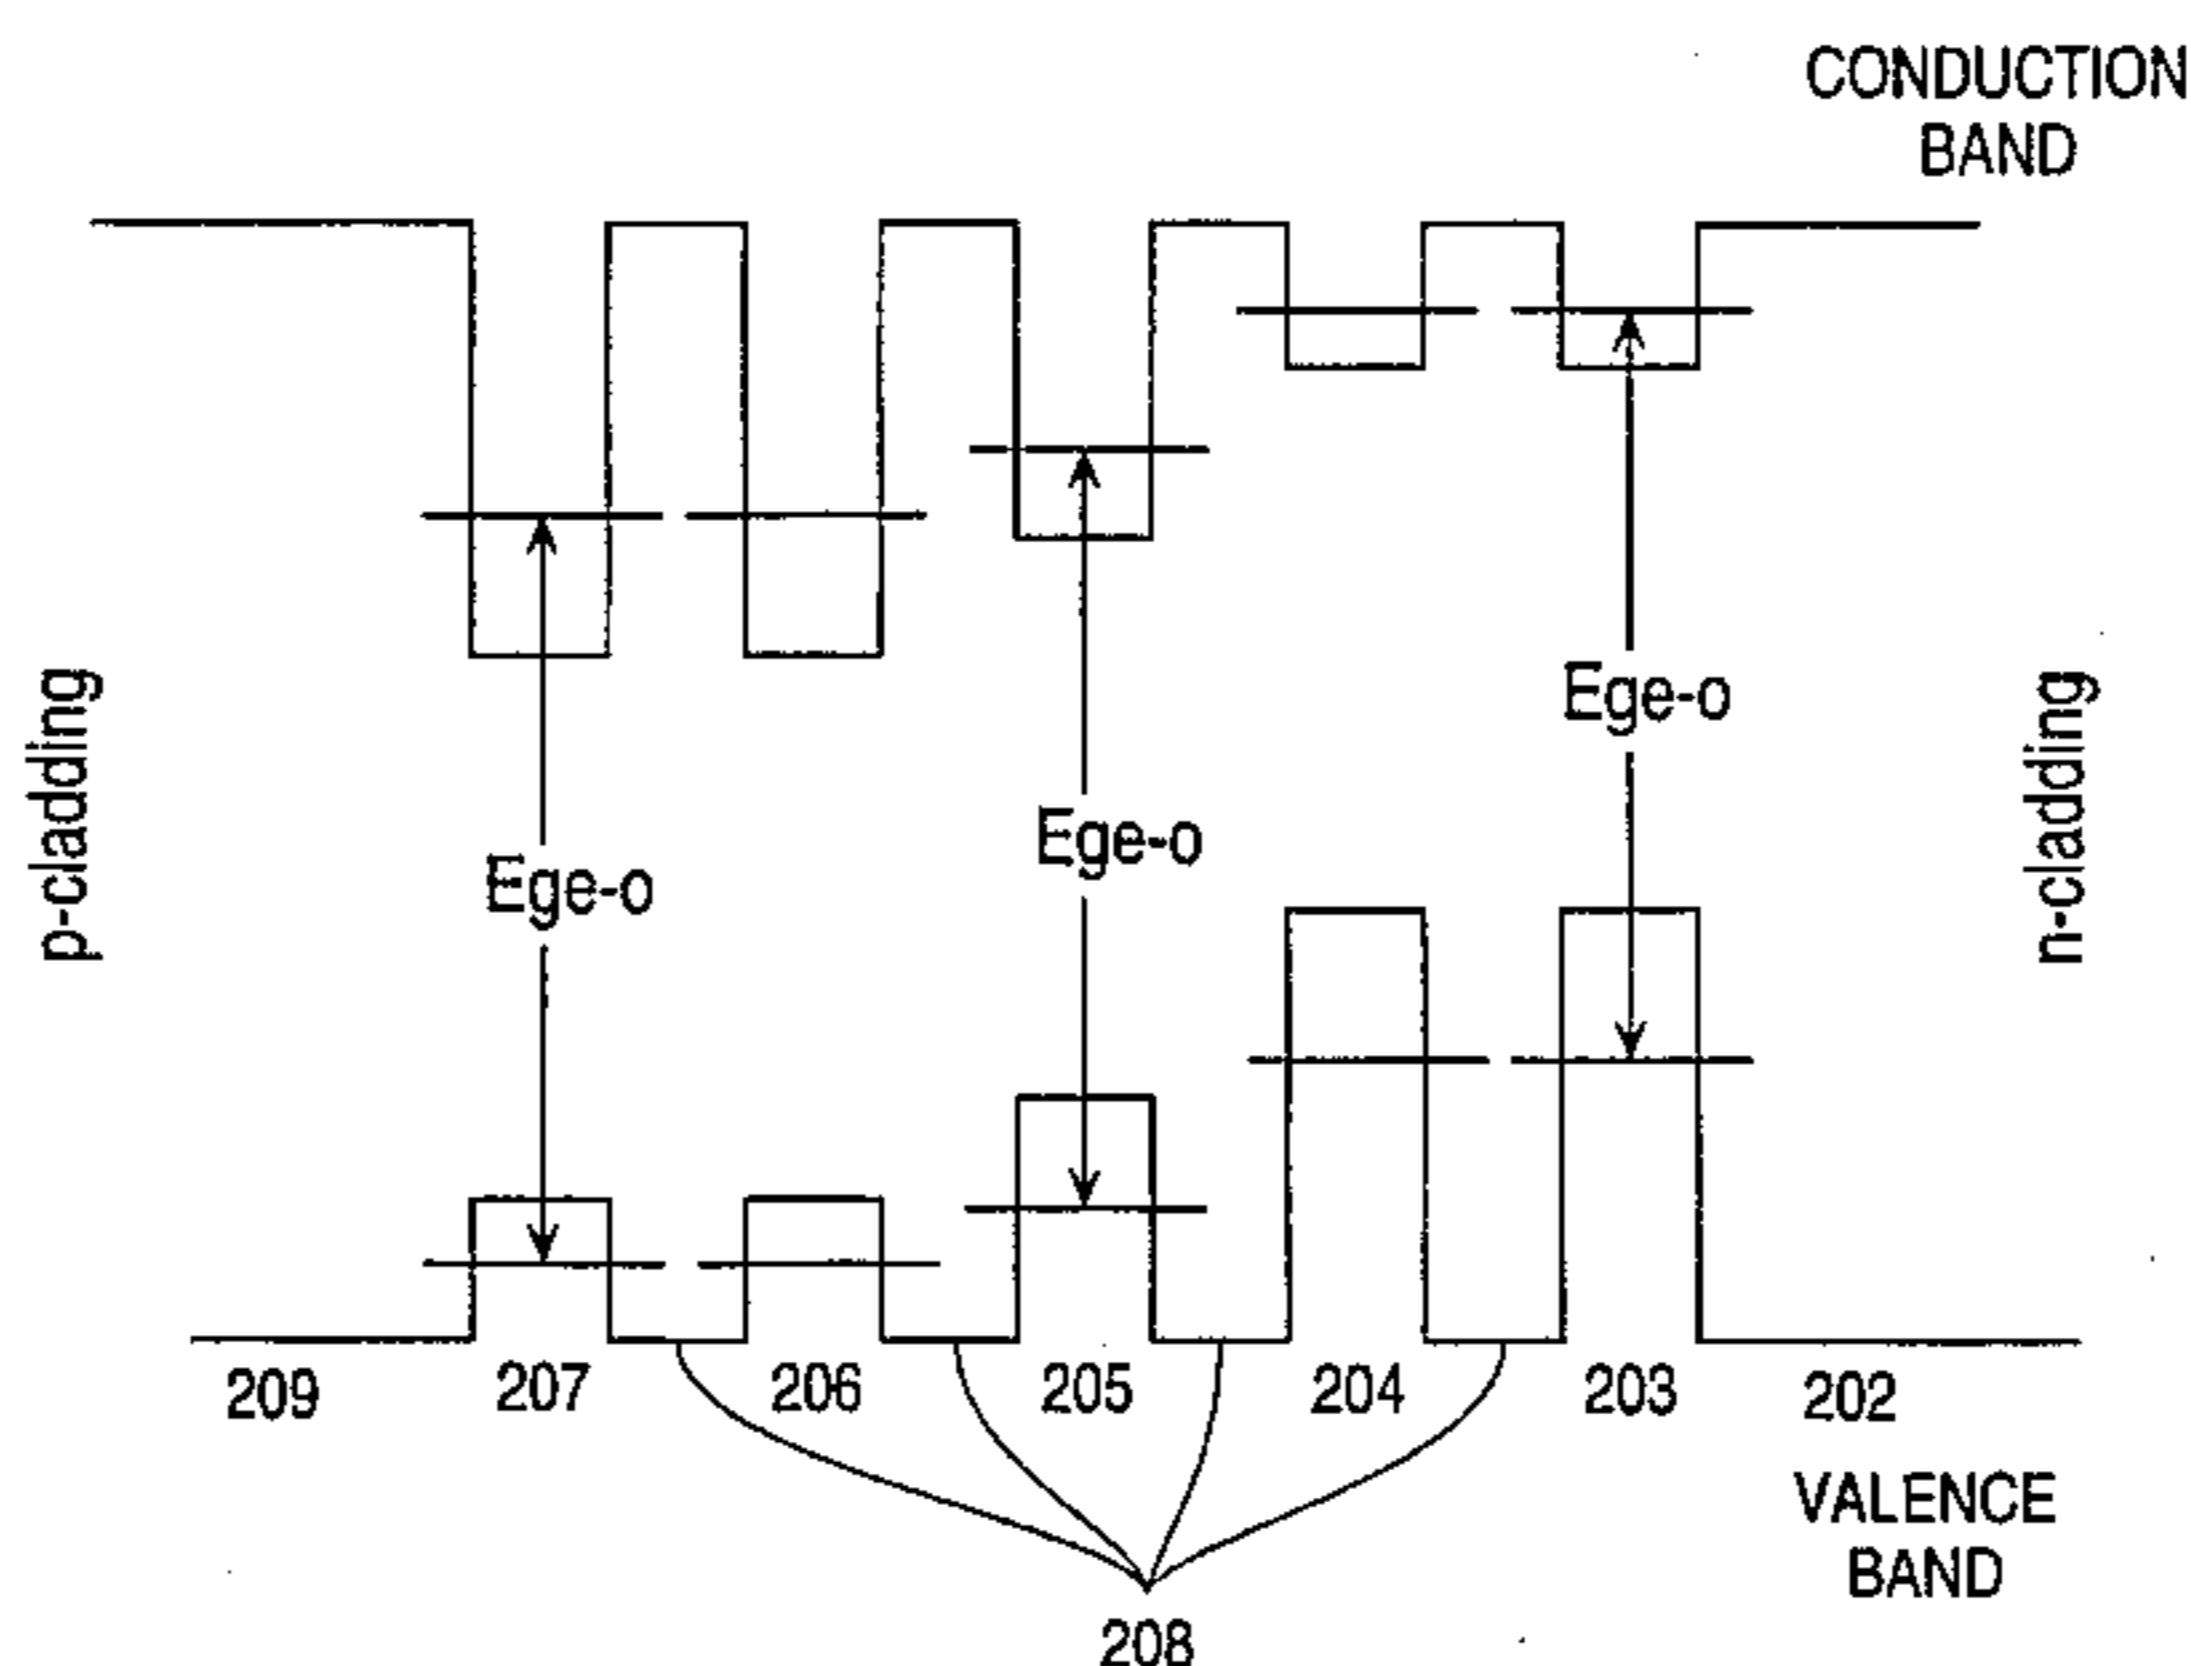 CONDUCTION
BAND
p-cladding
Ege-o
Ege-o
Ege-o
n-cladding
209
207
206
205
204
203
202
VALENCE
BAND
208